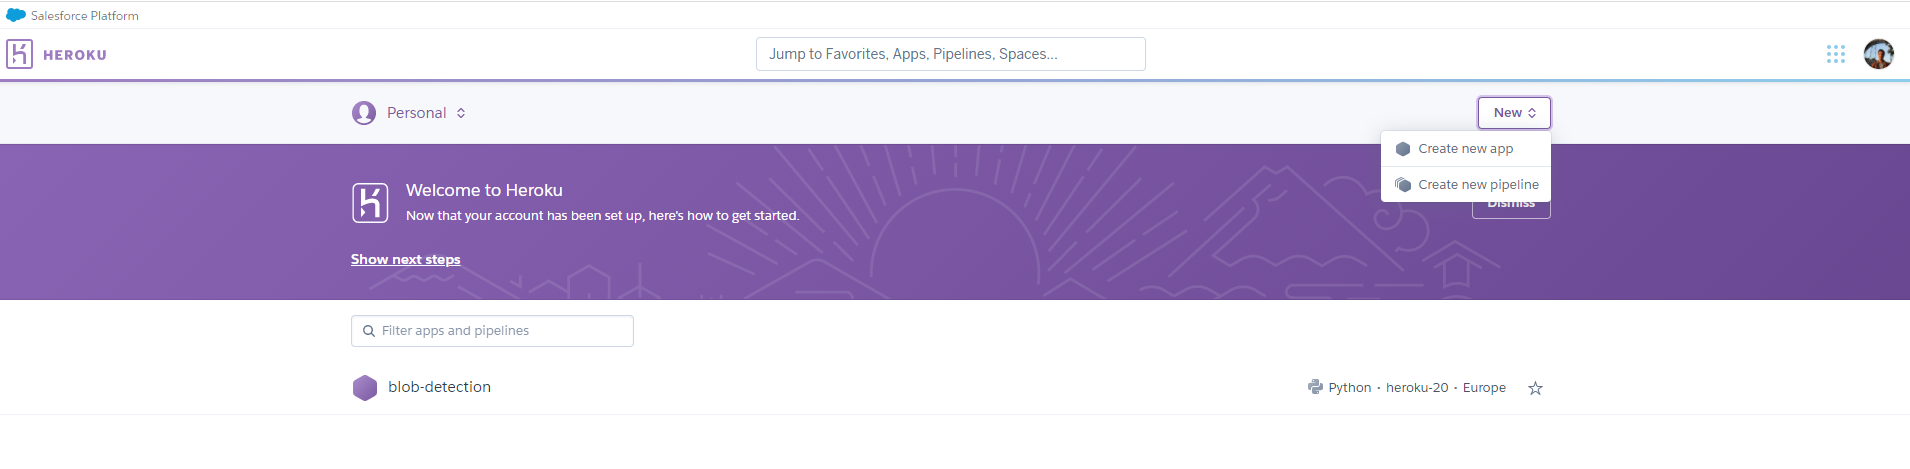 Salesforce Platform
HEROKU
Jump to Favorites, Apps, Pipelines, Spaces...
Personal
New
Create new app
Create new pipeline
Welcome to Heroku
Now that your account has been set up, here's how to get started.
Dismiss
Show next steps
Filter apps and pipelines
blob-detection
Python • heroku-20 • Europe